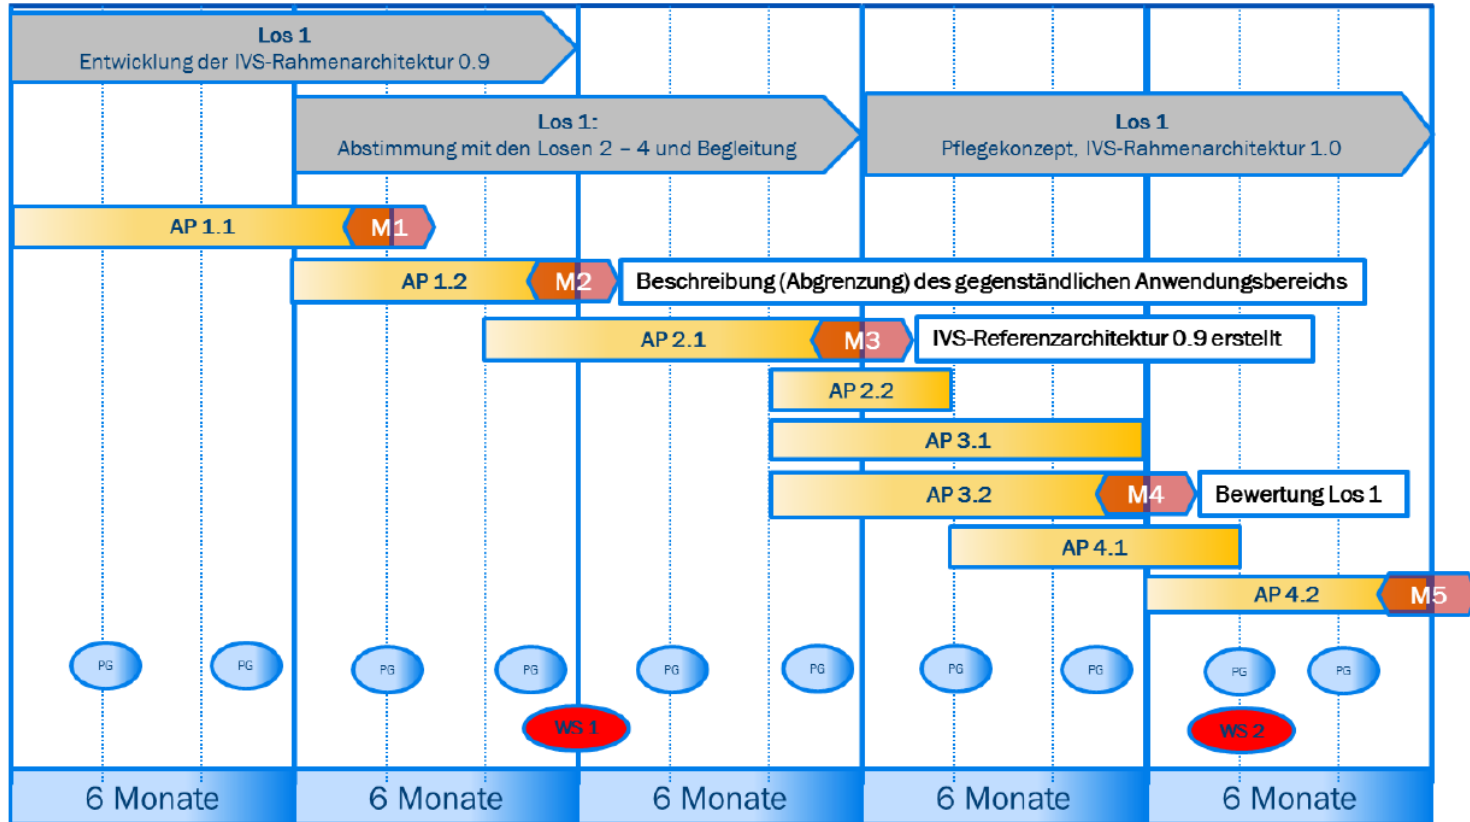 Los 1
Entwicklung der IVS-Rahmenarchitektur 0.9
Los 1:
Abstimmung mit den Losen 2 – 4 und Begleitung
Los 1
Pflegekonzept, IVS-Rahmenarchitektur 1.0
AP 1.1
M1
AP 1.2
M2
Beschreibung (Abgrenzung) des gegenständlichen Anwendungsbereichs
AP 2.1
M3
IVS-Referenzarchitektur 0.9 erstellt
AP 2.2
AP 3.1
AP 3.2
M4
Bewertung Los 1
AP 4.1
AP 4.2
M5
PG
PG
PG
PG
PG
PG
PG
PG
PG
PG
WS 1
WS 2
6 Monate
6 Monate
6 Monate
6 Monate
6 Monate